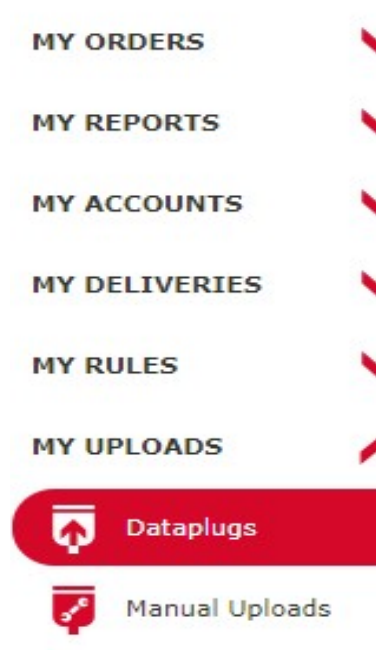 MY ORDERS
MY REPORTS
MY ACCOUNTS
MY DELIVERIES
MY RULES
MY UPLOADS
Dataplugs
Manual Uploads